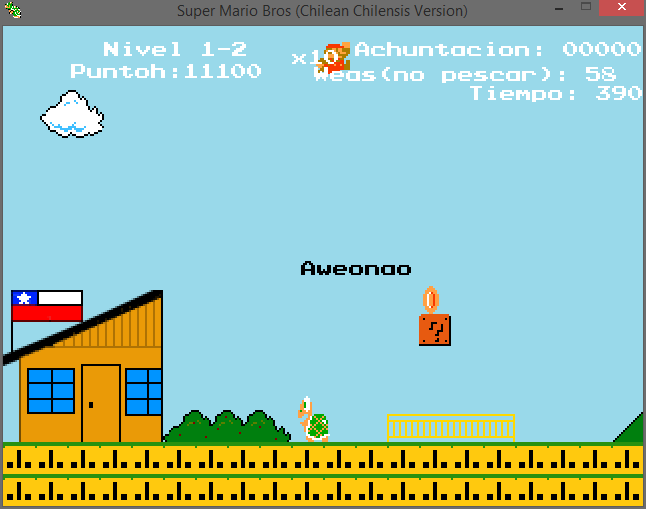 Super Mario Bros (Chilean Chilensis Version)
Nivel 1-2
x10
Achuntacion: 00000
Puntoh:11100
Weas(no pescar): 58
Tiempo: 390
Aweonao